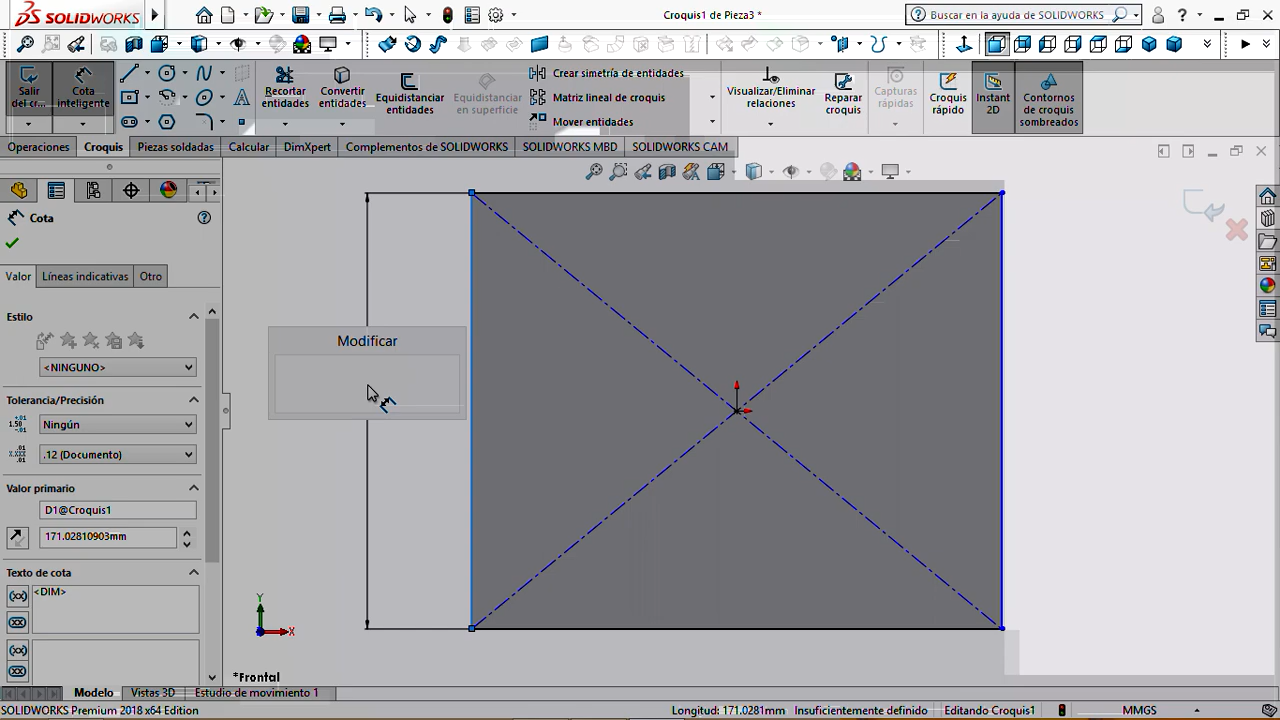 SOLIDWORKS
Croquis1 de Pieza3 *
Buscar en la ayuda de SOLIDWORKS
Salir
del cr...
Cota
inteligente
Recortar
entidades
Convertir
entidades
Equidistanciar
entidades
Equidistanciar
en superficie
Crear simetría de entidades
Matriz lineal de croquis
Mover entidades
Visualizar/Eliminar
relaciones
Reparar
croquis
Capturas
rápidas
Croquis
rápido
Instant
2D
Contornos
de croquis
sombreados
Operaciones
Croquis
Piezas soldadas
Calcular
DimXpert
Complementos de SOLIDWORKS
SOLIDWORKS MBD
SOLIDWORKS CAM
Cota
Valor
Líneas indicativas
Otro
Estilo
<NINGUNO>
Tolerancia/Precisión
Ningún
.12 (Documento)
Valor primario
D1@Croquis1
171.02810903mm
Texto de cota
<DIM>
Modificar
Y
X
*Frontal
Modelo
Vistas 3D
Estudio de movimiento 1
SOLIDWORKS Premium 2018 x64 Edition
Longitud: 171.0281mm
Insuficientemente definido
Editando Croquis1
MMGS